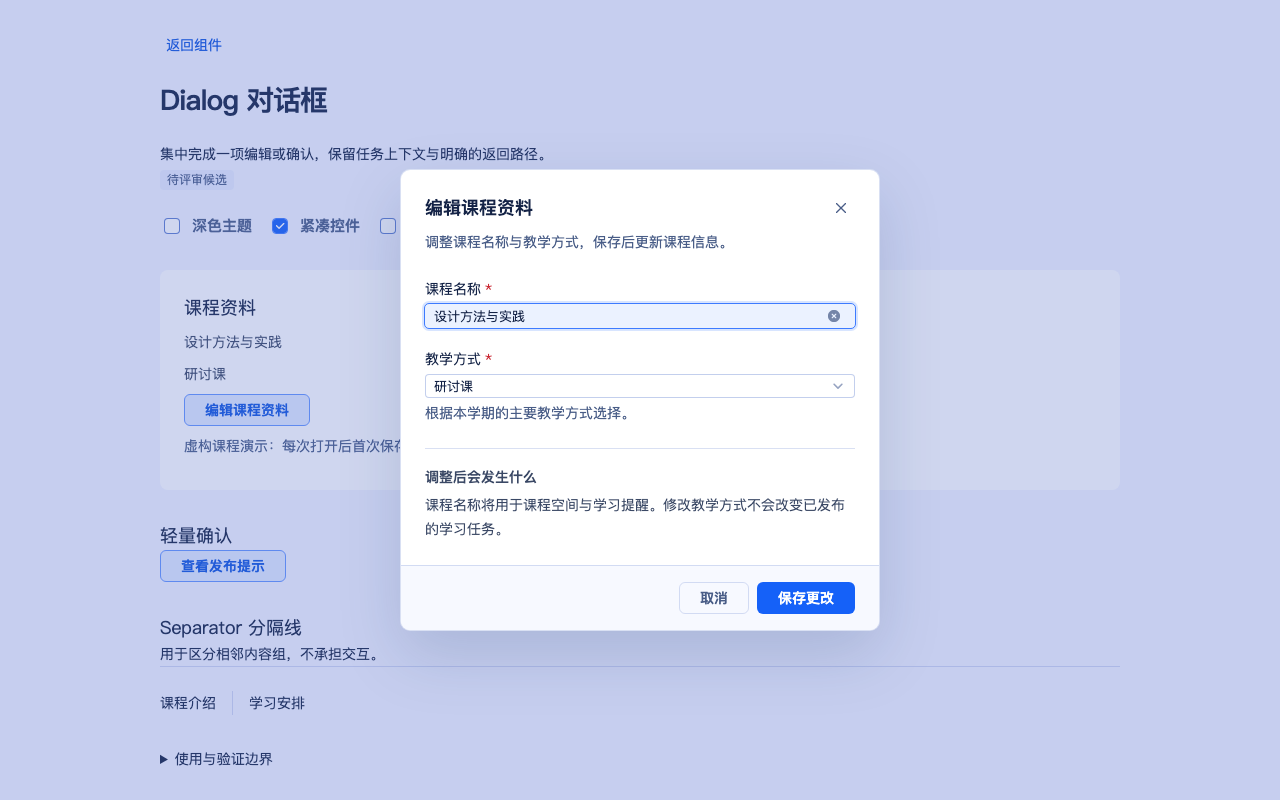 返回组件
Dialog 对话框
集中完成一项编辑或确认，保留任务上下文与明确的返回路径。
待评审候选
深色主题
紧凑控件
课程资料
设计方法与实践
研讨课
编辑课程资料
虚构课程演示：每次打开后首次保
轻量确认
查看发布提示
Separator 分隔线
用于区分相邻内容组，不承担交互。
课程介绍
学习安排
▶ 使用与验证边界
编辑课程资料
调整课程名称与教学方式，保存后更新课程信息。
课程名称 *
设计方法与实践
教学方式 *
研讨课
根据本学期的主要教学方式选择。
调整后会发生什么
课程名称将用于课程空间与学习提醒。修改教学方式不会改变已发布
的学习任务。
取消
保存更改